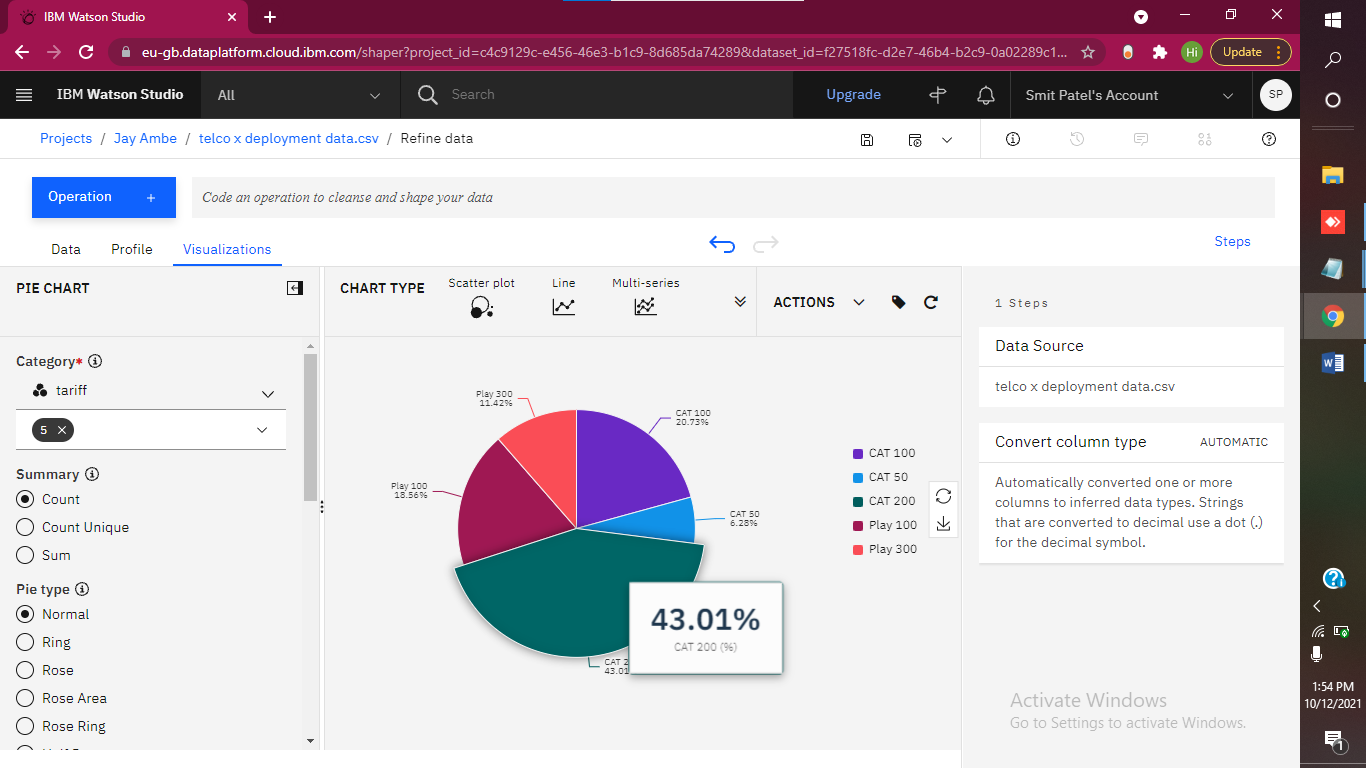 IBM Watson Studio
eu-gb.dataplatform.cloud.ibm.com/shaper?project_id=c4c9129c-e456-46e3-b1c9-8d685da74289&dataset_id=f27518fc-d2e7-46b4-b2c9-0a02289c1...
Hi
Update
IBM Watson Studio
All
Search
Upgrade
Smit Patel's Account
SP
Projects / Jay Ambe / telco x deployment data.csv / Refine data
Operation +
Code an operation to cleanse and shape your data
Data
Profile
Visualizations
Steps
PIE CHART
Category*
tariff
5
Summary
Count
Count Unique
Sum
Pie type
Normal
Ring
Rose
Rose Area
Rose Ring
CHART TYPE
Scatter plot
Line
Multi-series
ACTIONS
Play 300
11.42%
CAT 100
20.73%
Play 100
18.56%
CAT 50
6.28%
CAT 2
43.01
43.01%
CAT 200 (%)
CAT 100
CAT 50
CAT 200
Play 100
Play 300
1 Steps
Data Source
telco x deployment data.csv
Convert column type
AUTOMATIC
Automatically converted one or more
columns to inferred data types. Strings
that are converted to decimal use a dot (.)
for the decimal symbol.
Activate Windows
Go to Settings to activate Windows.
1:54 PM
10/12/2021
1